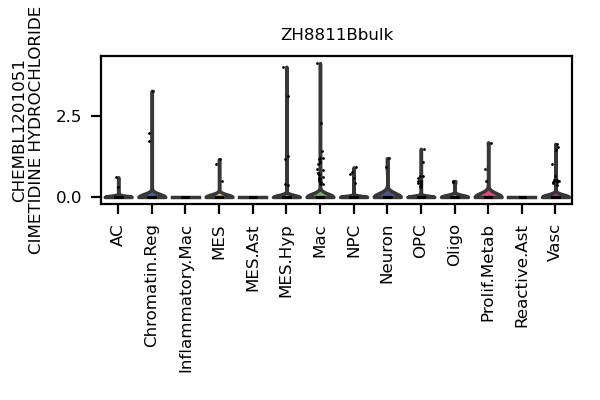 ZH8811Bbulk
CHEMBL1201051
CIMETIDINE HYDROCHLORIDE
2.5
0.0
AC
Chromatin.Reg
Inflammatory.Mac
MES
MES.Ast
MES.Hyp
Mac
NPC
Neuron
OPC
Oligo
Prolif.Metab
Reactive.Ast
Vasc